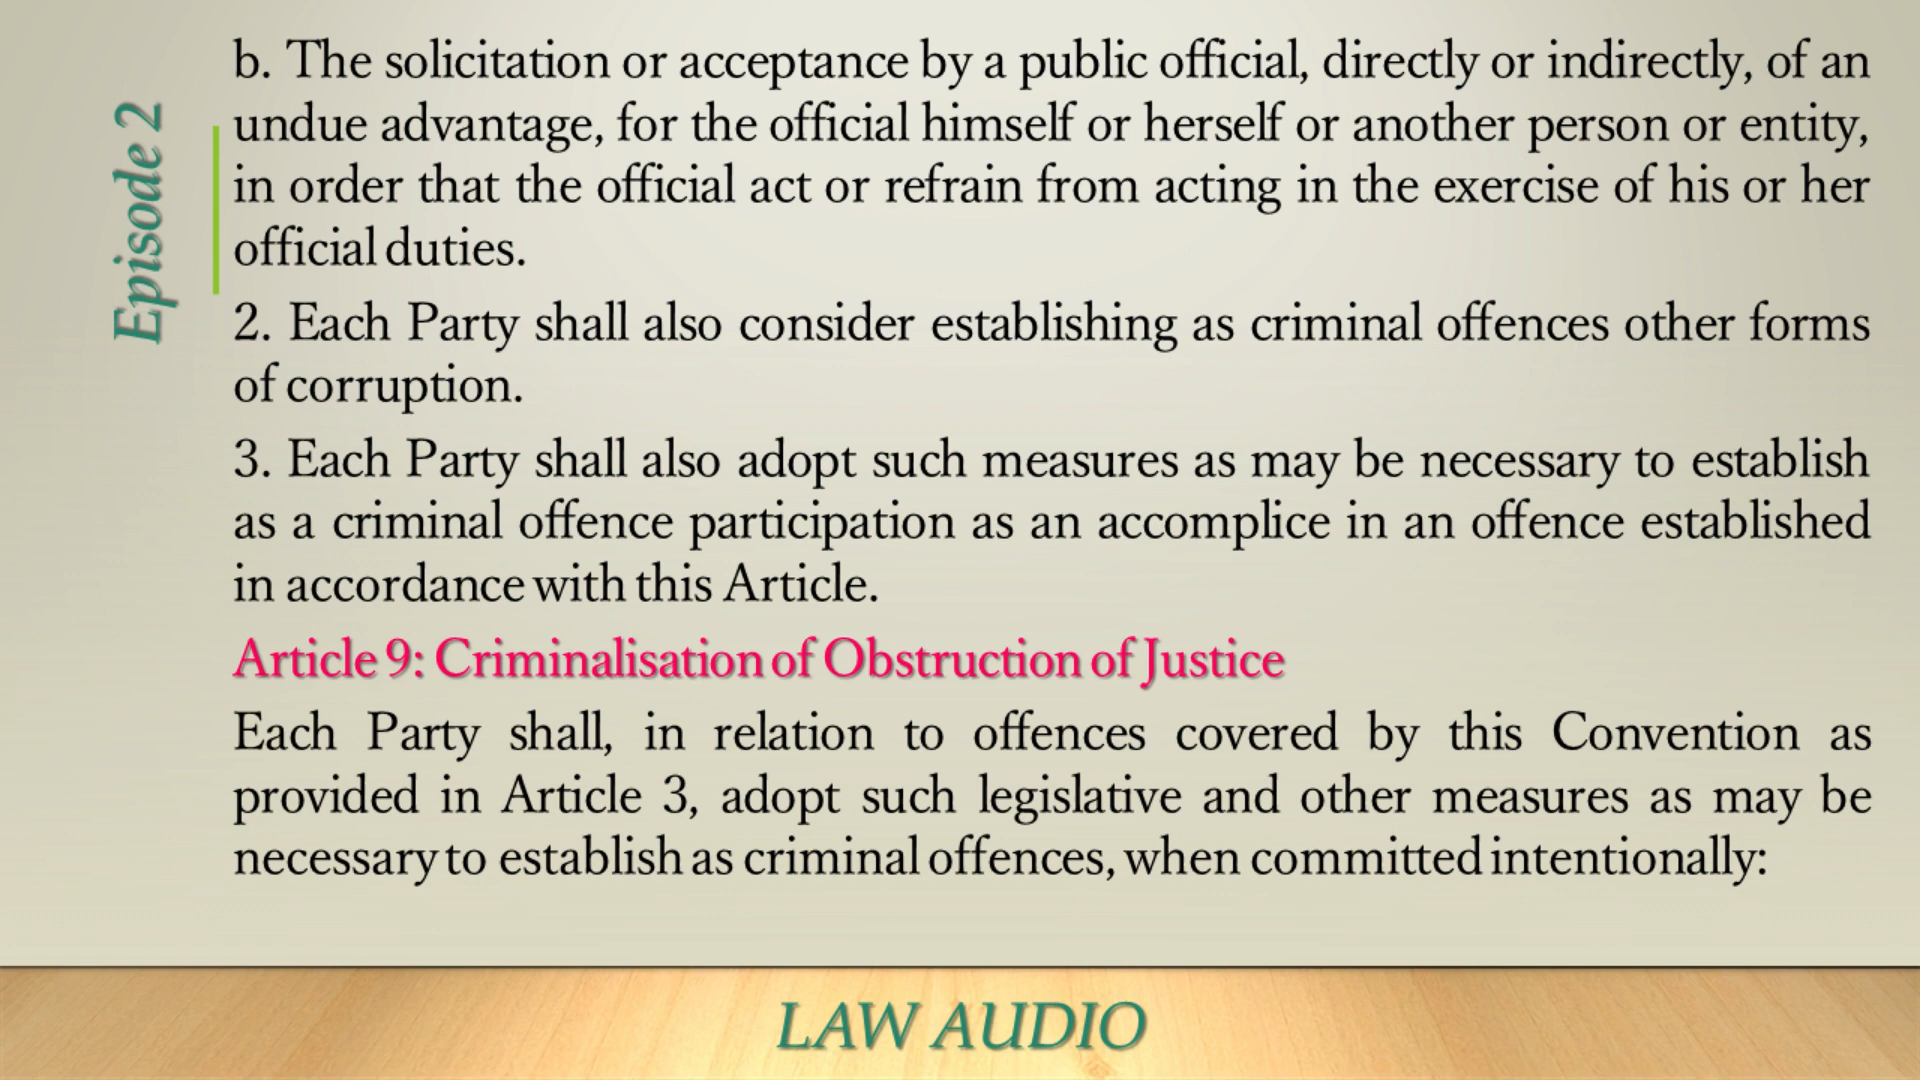 Episode 2
b. The solicitation or acceptance by a public official, directly or indirectly, of an
undue advantage, for the official himself or herself or another person or entity,
in order that the official act or refrain from acting in the exercise of his or her
official duties.
2. Each Party shall also consider establishing as criminal offences other forms
of corruption.
3. Each Party shall also adopt such measures as may be necessary to establish
as a criminal offence participation as an accomplice in an offence established
in accordance with this Article.
Article 9: Criminalisation of Obstruction of Justice
Each Party shall, in relation to offences covered by this Convention as
provided in Article 3, adopt such legislative and other measures as may be
necessary to establish as criminal offences, when committed intentionally:
LAW AUDIO